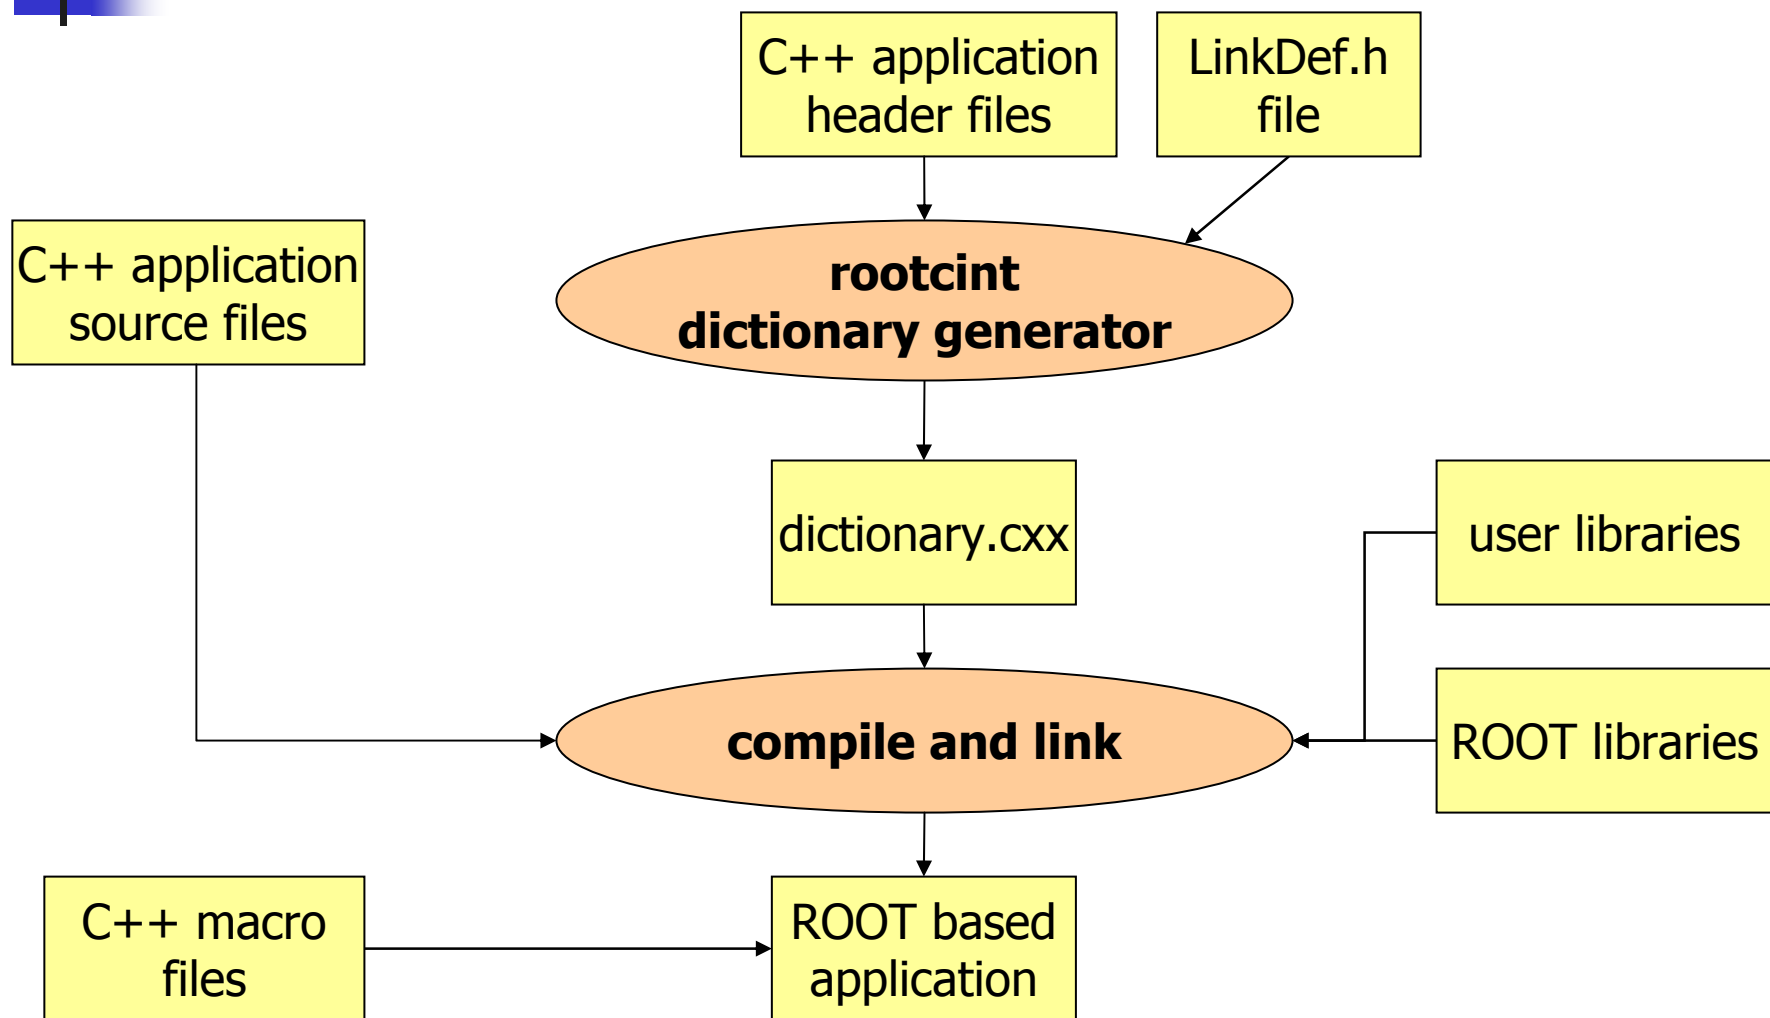 C++ application
header files
LinkDef.h
file
C++ application
source files
rootcint
dictionary generator
dictionary.cxx
user libraries
compile and link
ROOT libraries
C++ macro
files
ROOT based
application